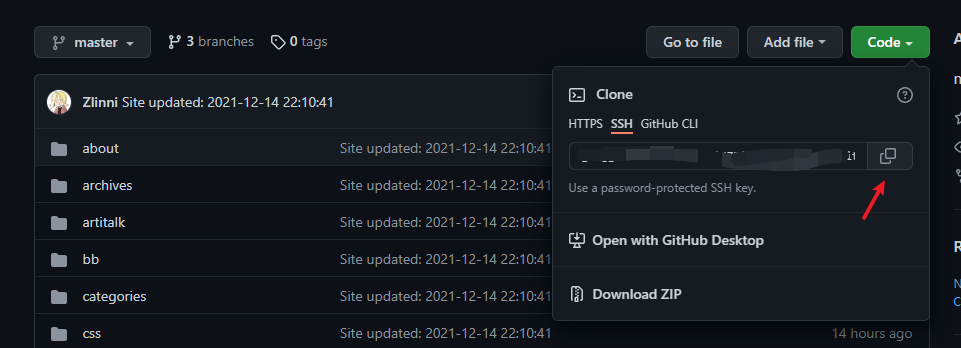 master 3 branches 0 tags Go to file Add file Code
Zlinni Site updated: 2021-12-14 22:10:41
Clone
HTTPS SSH GitHub CLI
about Site updated: 2021-12-14 22:10:41
archives Site updated: 2021-12-14 22:10:41
Use a password-protected SSH key.
artitalk Site updated: 2021-12-14 22:10:41
Open with GitHub Desktop
bb Site updated: 2021-12-14 22:10:41
categories Site updated: 2021-12-14 22:10:41
Download ZIP
css Site updated: 2021-12-14 22:10:41 14 hours ago